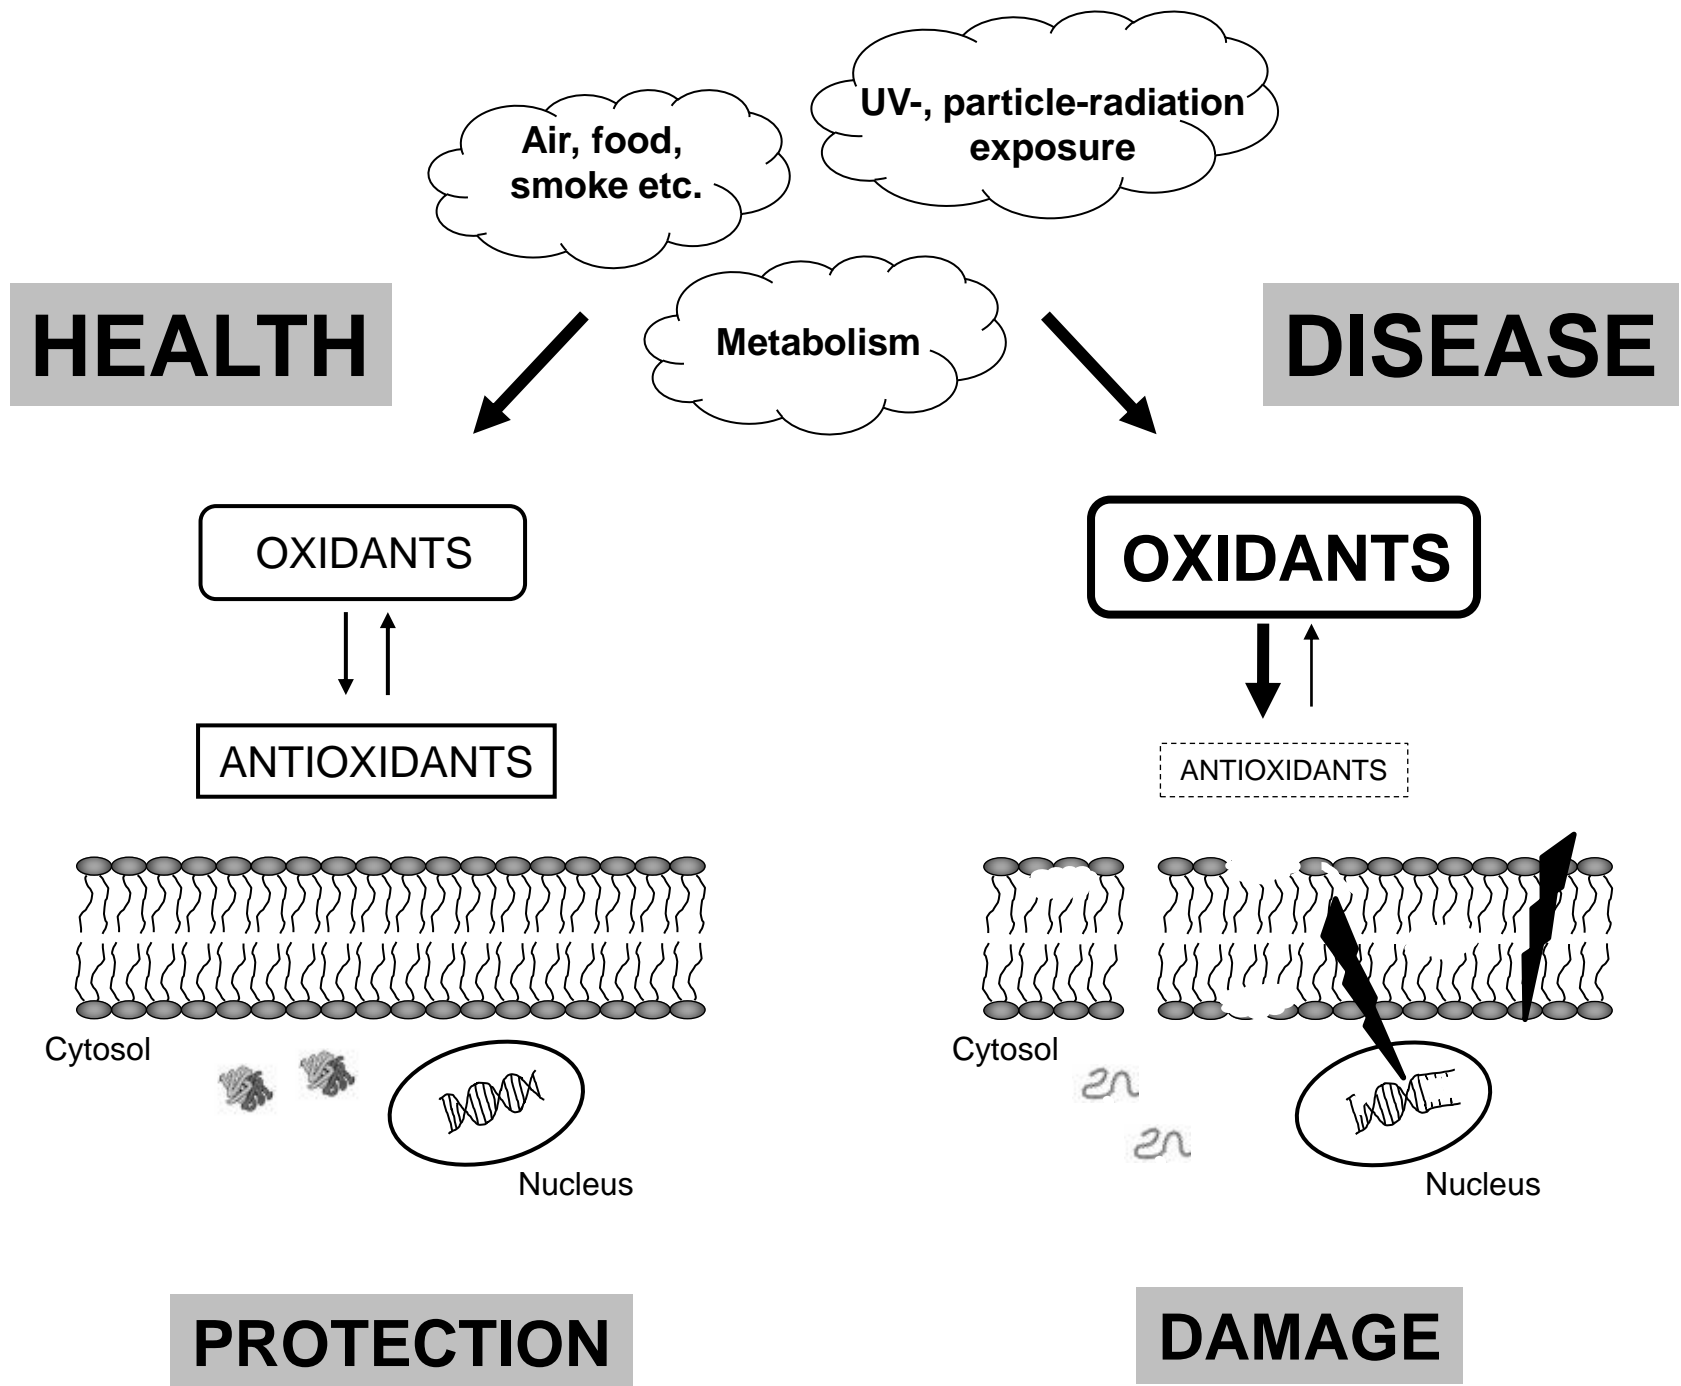 UV-, particle-radiation
exposure
Air, food,
smoke etc.
Metabolism
HEALTH
DISEASE
OXIDANTS
ANTIOXIDANTS
Cytosol
Nucleus
PROTECTION
OXIDANTS
ANTIOXIDANTS
Cytosol
Nucleus
DAMAGE